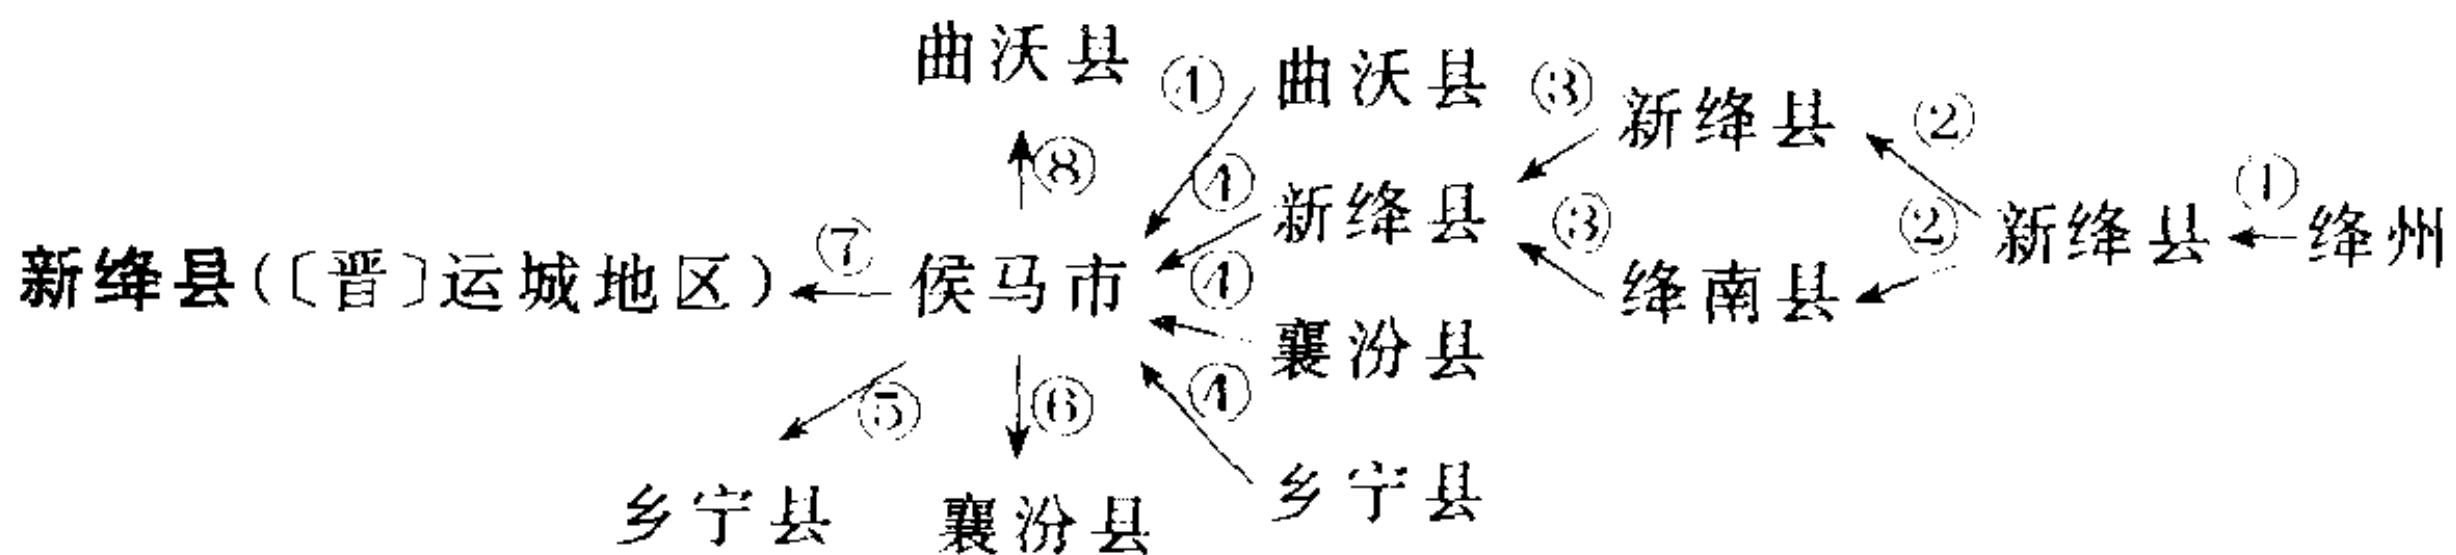 曲沃县 ④ 曲沃县 ③ 新绛县 ②
⑧ ④ 新绛县 ③ ② 新绛县 ① 绛州
新绛县(〔晋〕运城地区) ⑦ 侯马市 ④ 绛南县
襄汾县
⑤ ⑥ ④
乡宁县 襄汾县 乡宁县